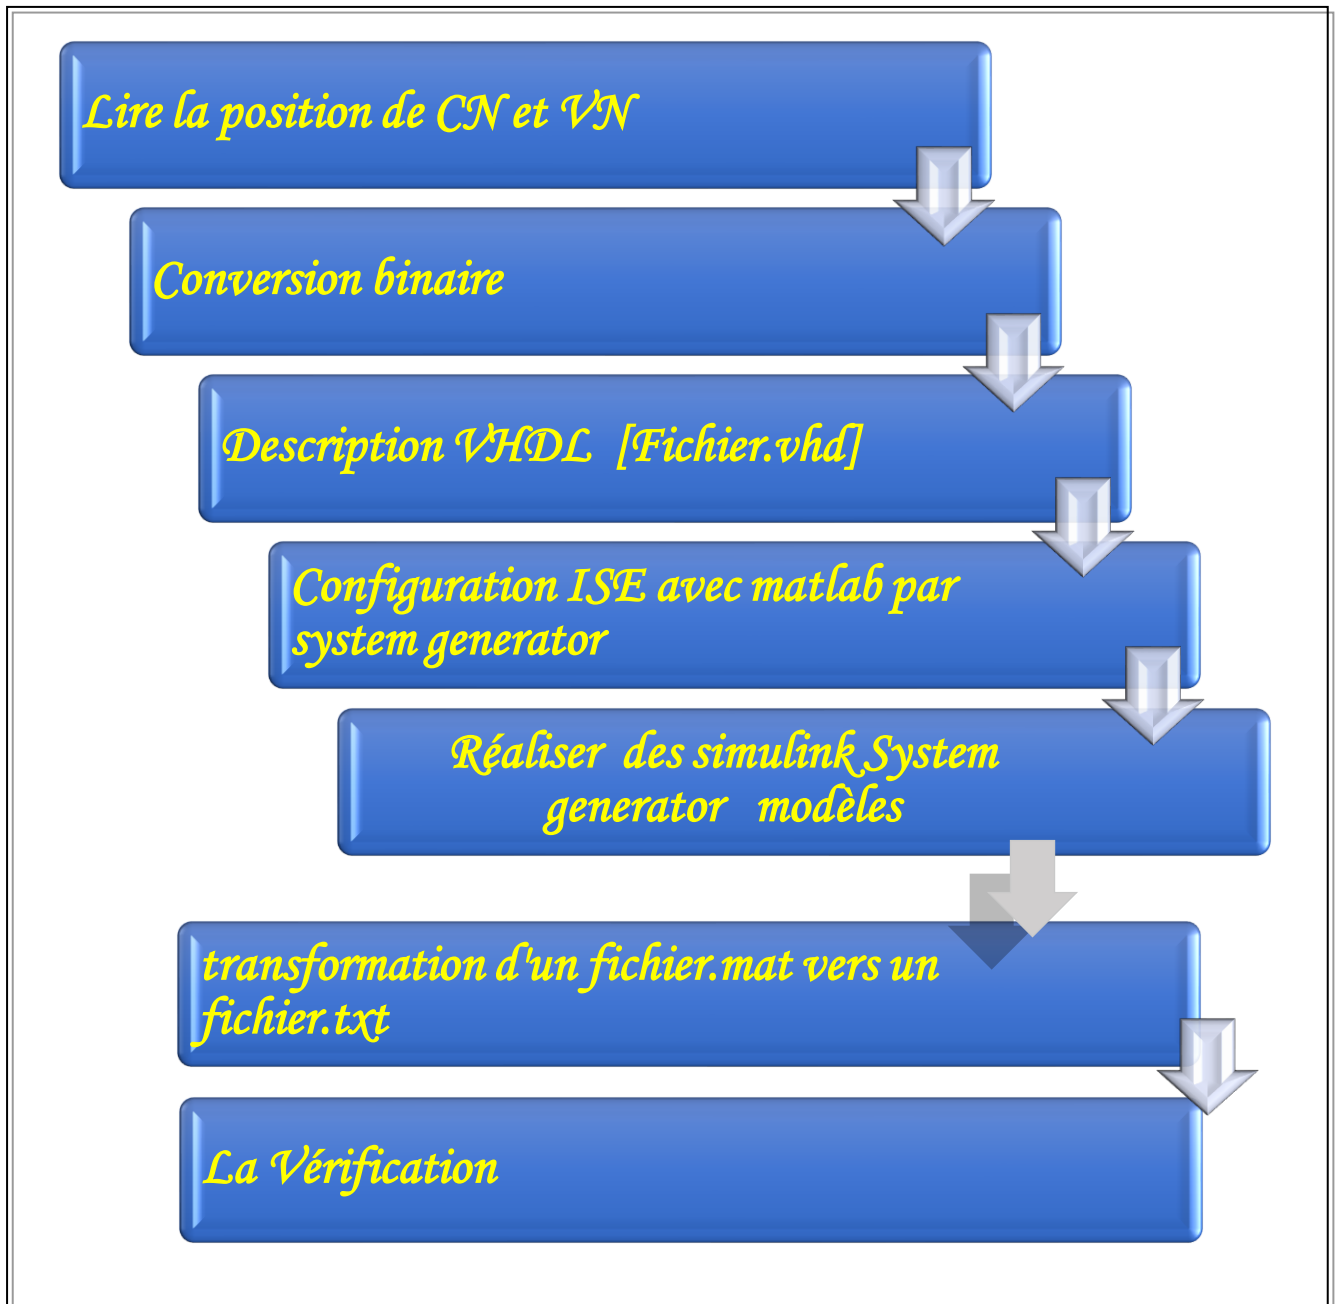 Lire la position de CN et VN
Conversion binaire
Description VHDL [Fichier.vhd]
Configuration ISE avec matlab par
system generator
Réaliser des simulink System
generator modèles
transformation d'un fichier.mat vers un
fichier.txt
La Vérification